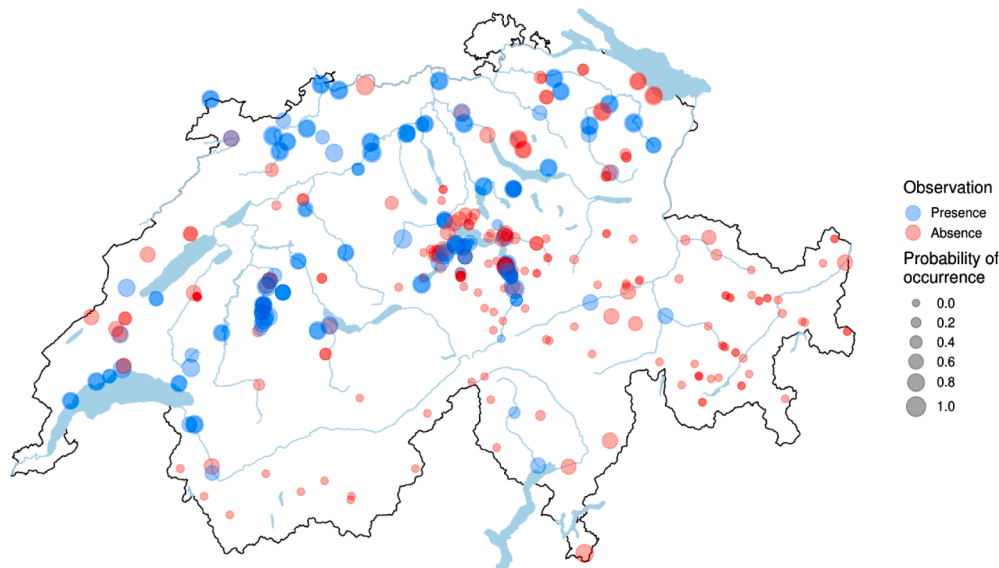 Observation
Presence
Absence
Probability of
occurrence
0.0
0.2
0.4
0.6
0.8
1.0